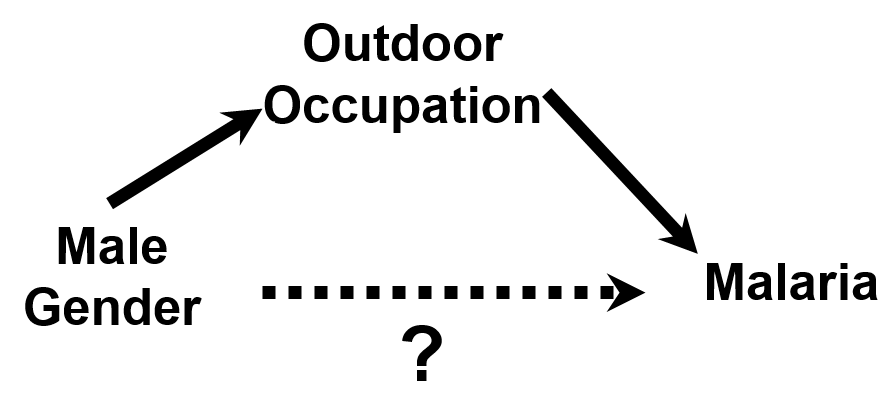 Outdoor
Occupation
Male
Gender
Malaria
?